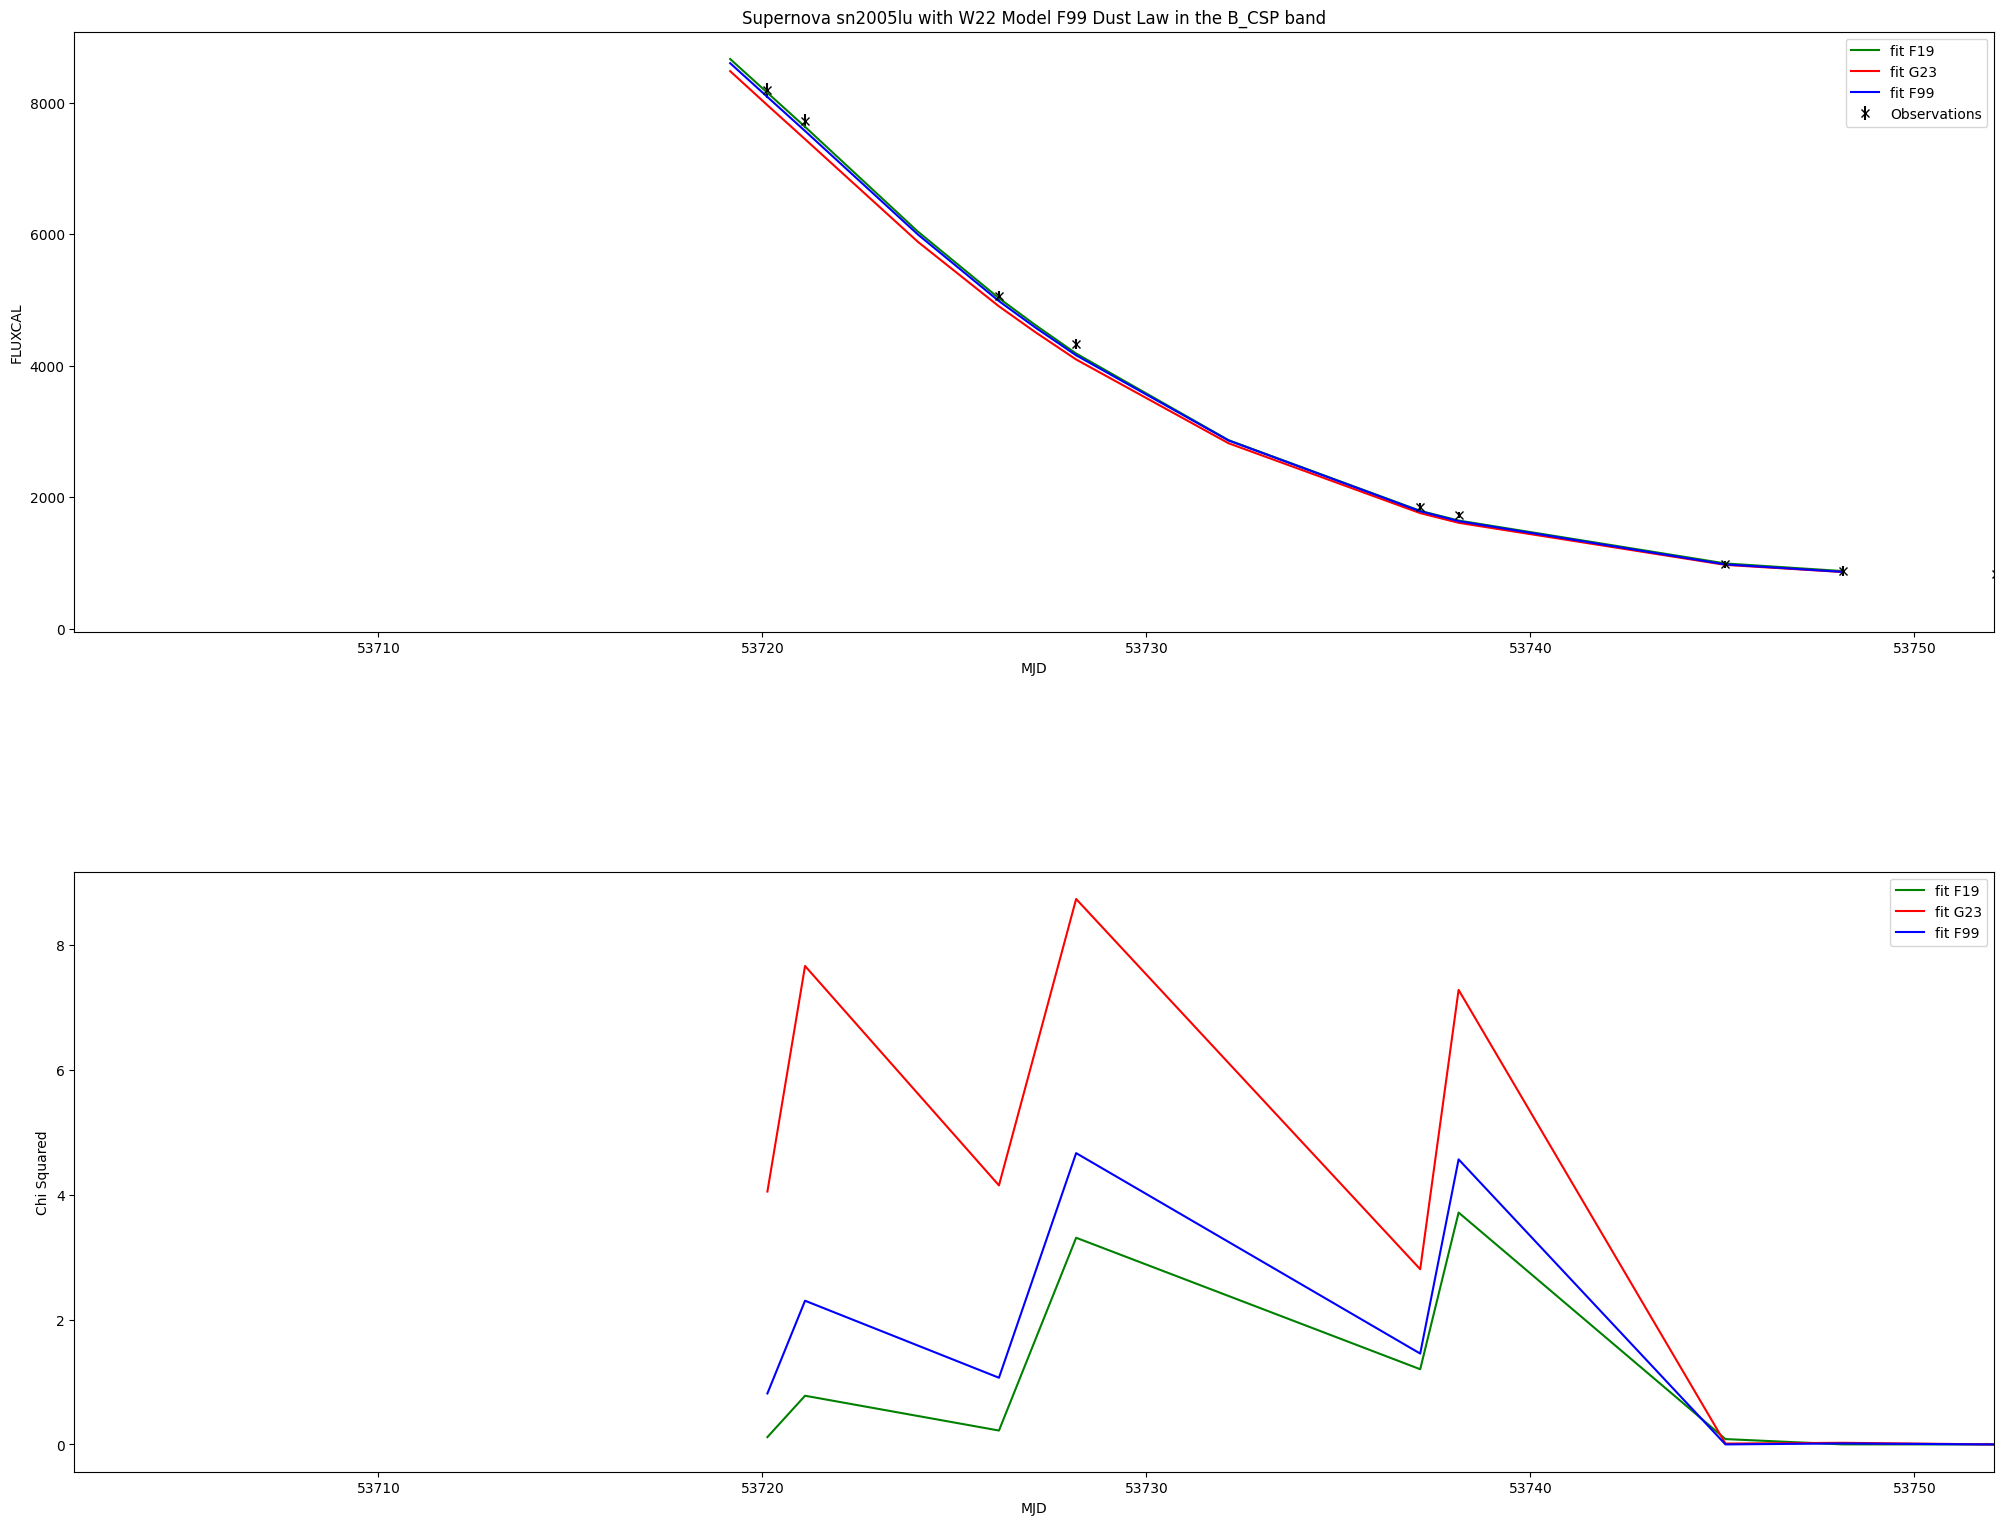 Supernova sn2005lu with W22 Model F99 Dust Law in the B_CSP band
fit F19
fit G23
fit F99
Observations
8000
6000
4000
2000
0
FLUXCAL
53710
53720
53730
53740
53750
MJD
fit F19
fit G23
fit F99
8
6
4
2
0
Chi Squared
53710
53720
53730
53740
53750
MJD